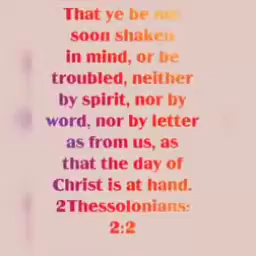 That ye be not
soon shaken
in mind, or be
troubled, neither
by spirit, nor by
word, nor by letter
as from us, as
that the day of
Christ is at hand.
2Thessolonians:
2:2